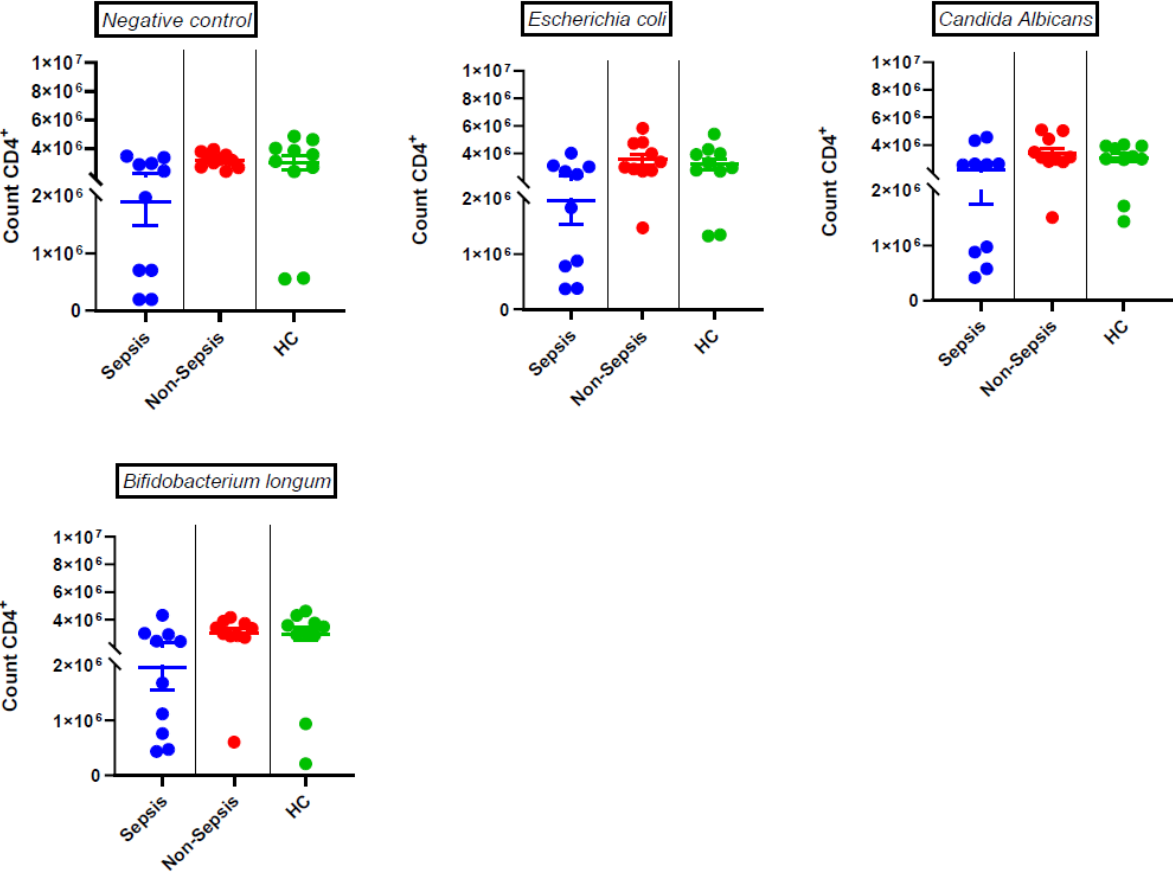 Negative control
Count CD4⁺
1×10⁷
8×10⁶
6×10⁶
4×10⁶
2×10⁶
1×10⁶
0
Sepsis
Non-Sepsis
HC
Escherichia coli
Count CD4⁺
1×10⁷
8×10⁶
6×10⁶
4×10⁶
2×10⁶
1×10⁶
0
Sepsis
Non-Sepsis
HC
Candida Albicans
Count CD4⁺
1×10⁷
8×10⁶
6×10⁶
4×10⁶
2×10⁶
1×10⁶
0
Sepsis
Non-Sepsis
HC
Bifidobacterium longum
Count CD4⁺
1×10⁷
8×10⁶
6×10⁶
4×10⁶
2×10⁶
1×10⁶
0
Sepsis
Non-Sepsis
HC